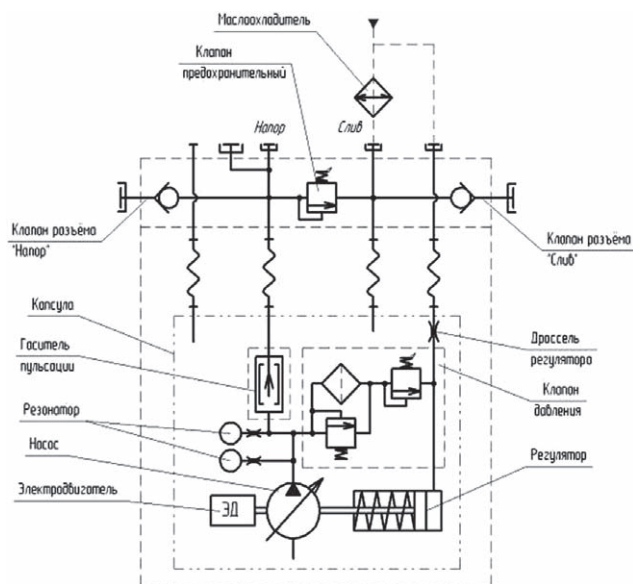 Маслоохладитель
Клапан
предохранительный
Напор
Слив
Клапан разъёма
"Напор"
Клапан разъёма
"Слив"
Капсула
Гаситель
пульсации
Дроссель
регулятора
Клапан
давления
Резонатор
Насос
Регулятор
Электродвигатель
ЭД